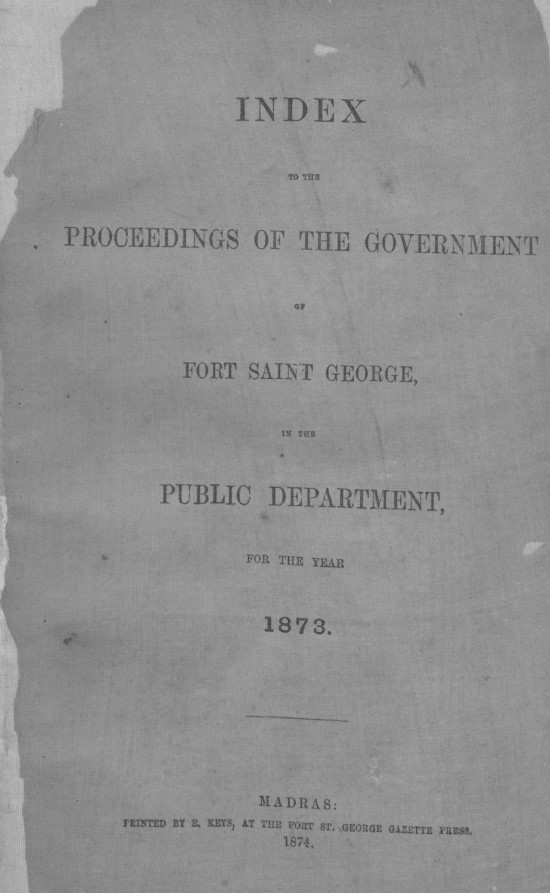 INDEX
TO THE
PROCEEDINGS OF THE GOVERNMENT
OF
FORT SAINT GEORGE,
IN THE
PUBLIC DEPARTMENT,
FOR THE YEAR
1873.
MADRAS:
PRINTED BY E. KEYS, AT THE FORT ST. GEORGE GAZETTE PRESS.
1874.